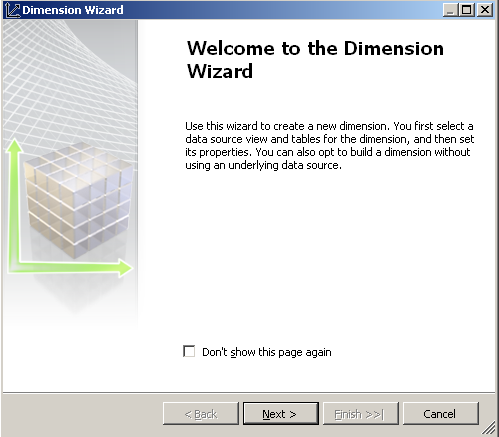 Dimension Wizard
Welcome to the Dimension
Wizard
Use this wizard to create a new dimension. You first select a
data source view and tables for the dimension, and then set
its properties. You can also opt to build a dimension without
using an underlying data source.
Don't show this page again
< Back
Next >
Finish >>|
Cancel